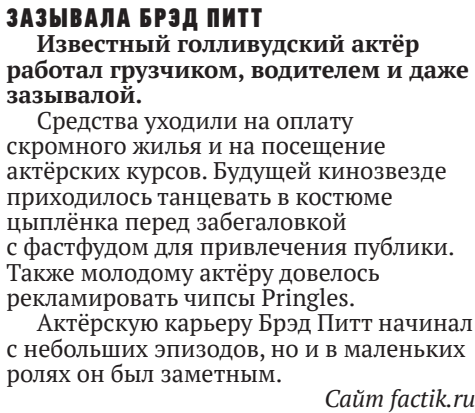 ЗАЗЫВАЛА БРЭД ПИТТ
Известный голливудский актёр
работал грузчиком, водителем и даже
зазывалой.
Средства уходили на оплату
скромного жилья и на посещение
актёрских курсов. Будущей кинозвезде
приходилось танцевать в костюме
цыплёнка перед забегаловкой
с фастфудом для привлечения публики.
Также молодому актёру довелось
рекламировать чипсы Pringles.
Актёрскую карьеру Брэд Питт начинал
с небольших эпизодов, но и в маленьких
ролях он был заметным.
Сайт factik.ru